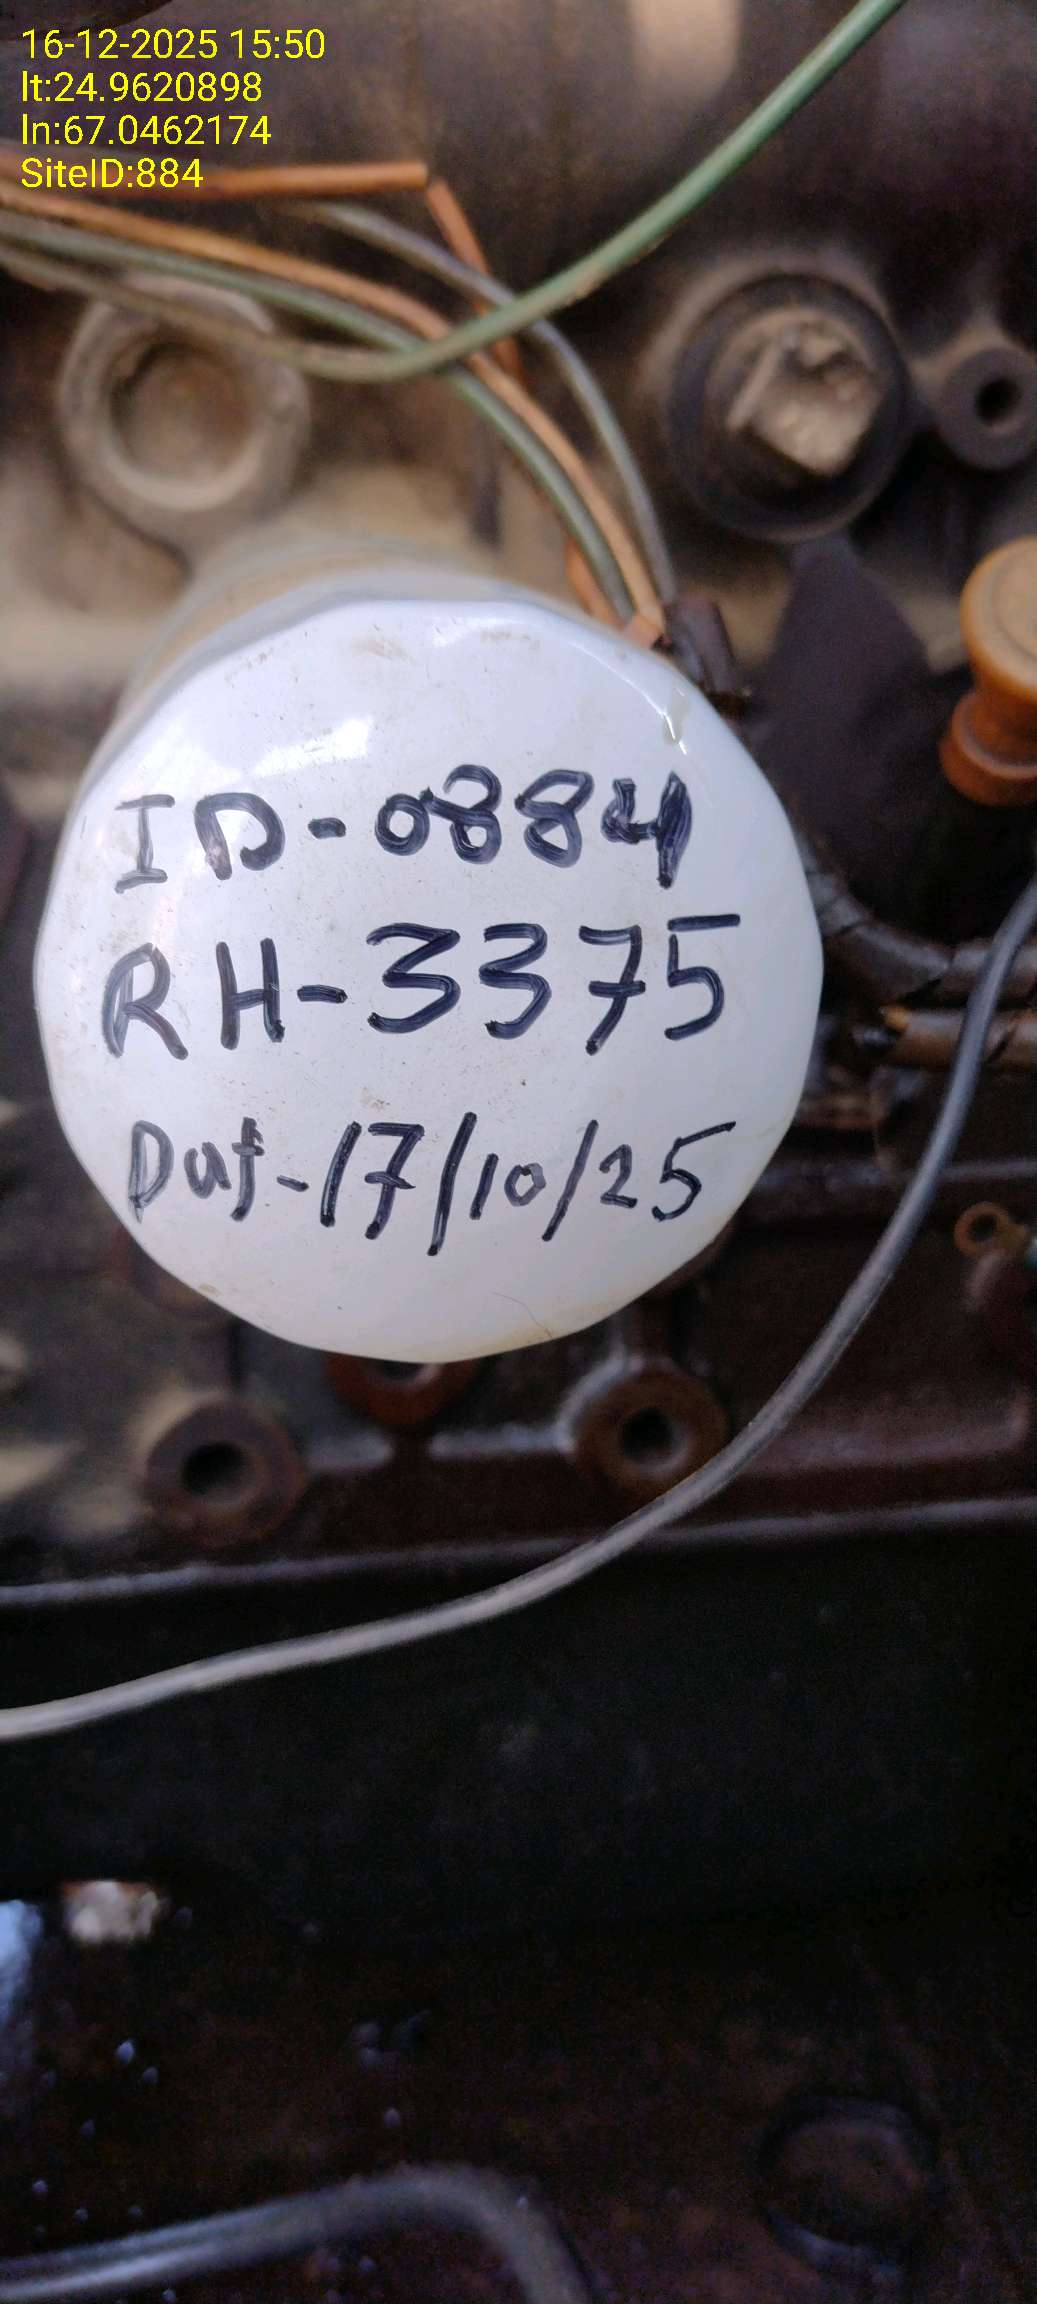 16-12-2025 15:50
lt:24.9620898
ln:67.0462174
SiteID:884
ID-0884
RH-3375
Dat-17/10/25